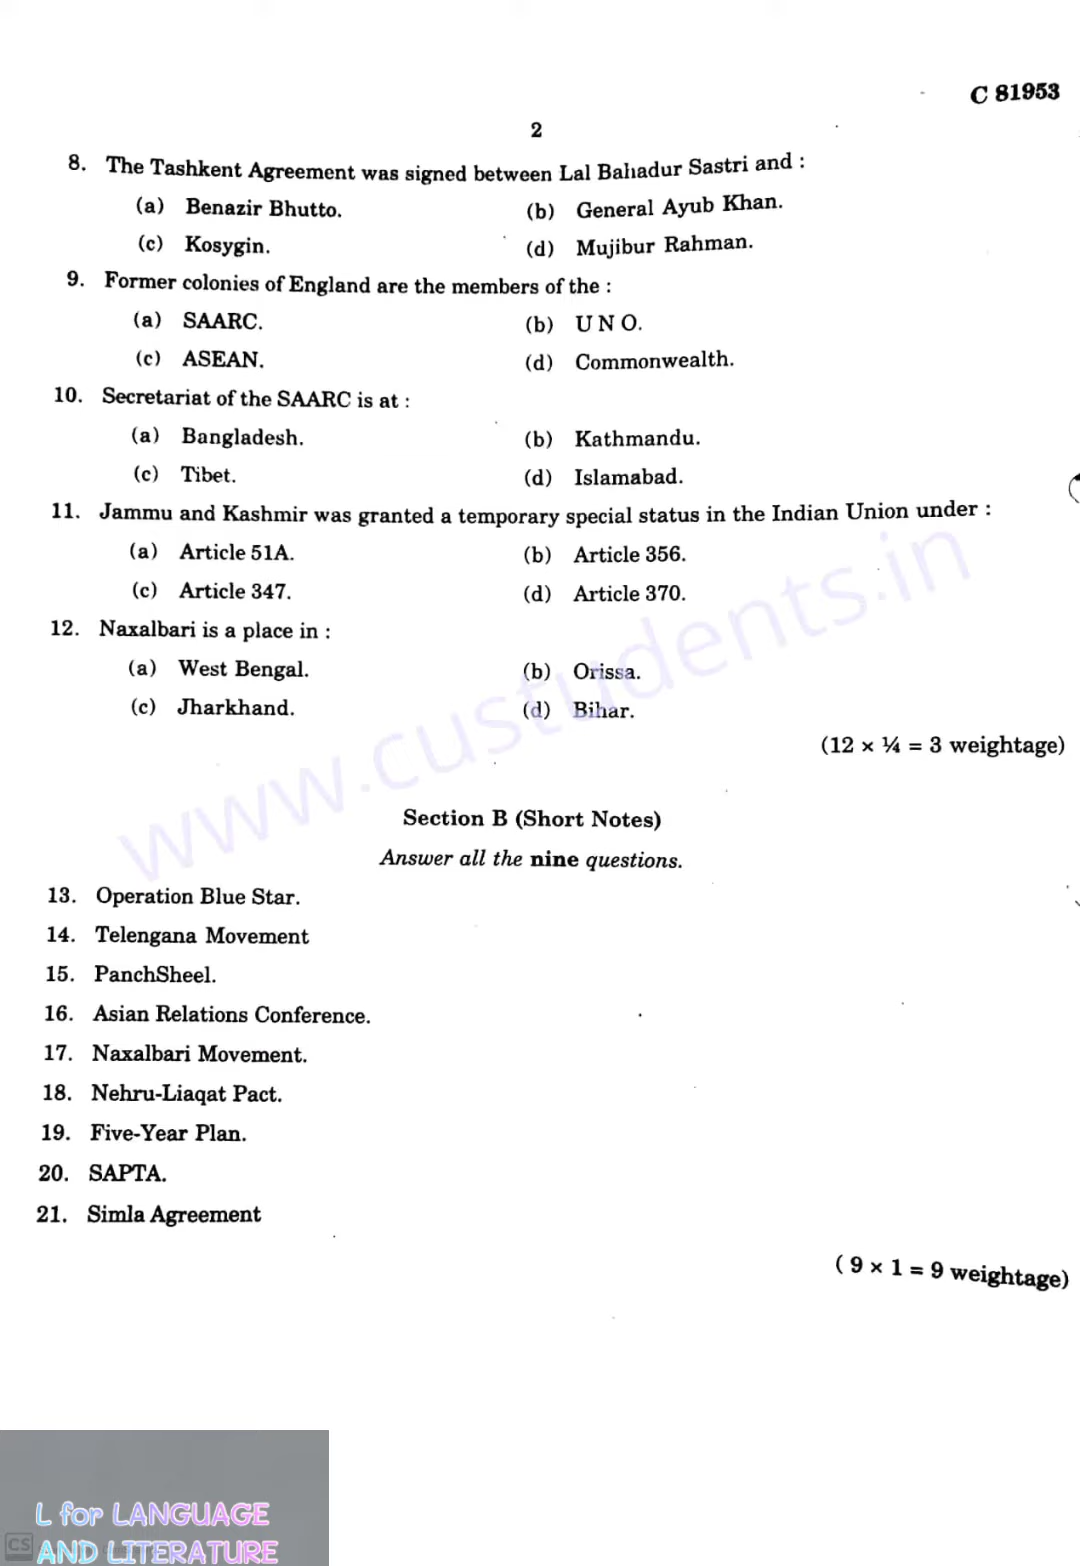 C 81953
2
8. The Tashkent Agreement was signed between Lal Bahadur Sastri and :
(a) Benazir Bhutto. (b) General Ayub Khan.
(c) Kosygin. (d) Mujibur Rahman.
9. Former colonies of England are the members of the :
(a) SAARC. (b) U N O.
(c) ASEAN. (d) Commonwealth.
10. Secretariat of the SAARC is at :
(a) Bangladesh. (b) Kathmandu.
(c) Tibet. (d) Islamabad.
11. Jammu and Kashmir was granted a temporary special status in the Indian Union under :
(a) Article 51A. (b) Article 356.
(c) Article 347. (d) Article 370.
12. Naxalbari is a place in :
(a) West Bengal. (b) Orissa.
(c) Jharkhand. (d) Bihar.
(12 × ¼ = 3 weightage)
www.custudents.in
Section B (Short Notes)
Answer all the nine questions.
13. Operation Blue Star.
14. Telengana Movement
15. PanchSheel.
16. Asian Relations Conference.
17. Naxalbari Movement.
18. Nehru-Liaqat Pact.
19. Five-Year Plan.
20. SAPTA.
21. Simla Agreement
( 9 × 1 = 9 weightage)
L for LANGUAGE
CS AND LITERATURE